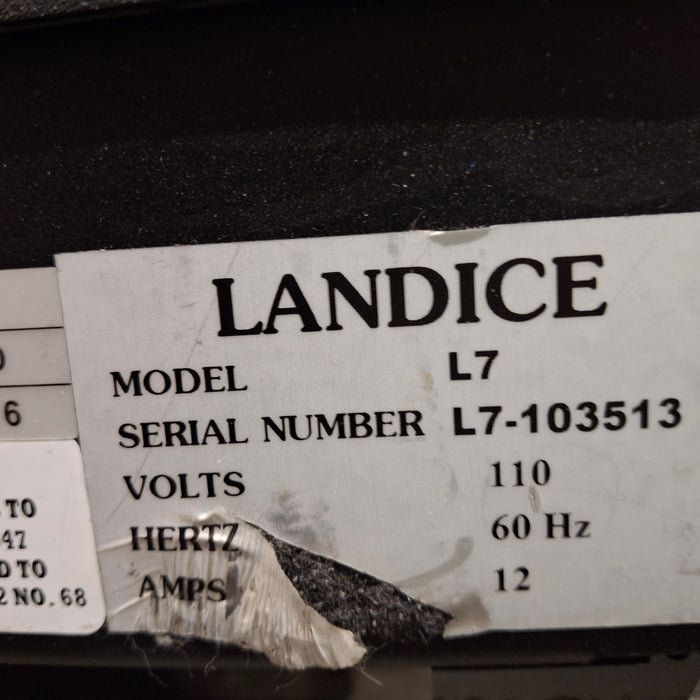 LANDICE
MODEL L7
SERIAL NUMBER L7-103513
VOLTS 110
HERTZ 60 Hz
AMPS 12
6
TO
47
D TO
2 NO. 68